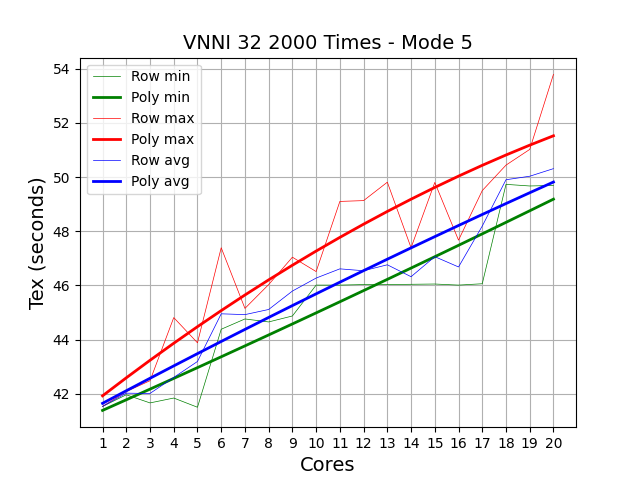 VNNI 32 2000 Times - Mode 5
Tex (seconds)
54
52
50
48
46
44
42
Row min
Poly min
Row max
Poly max
Row avg
Poly avg
1 2 3 4 5 6 7 8 9 10 11 12 13 14 15 16 17 18 19 20
Cores